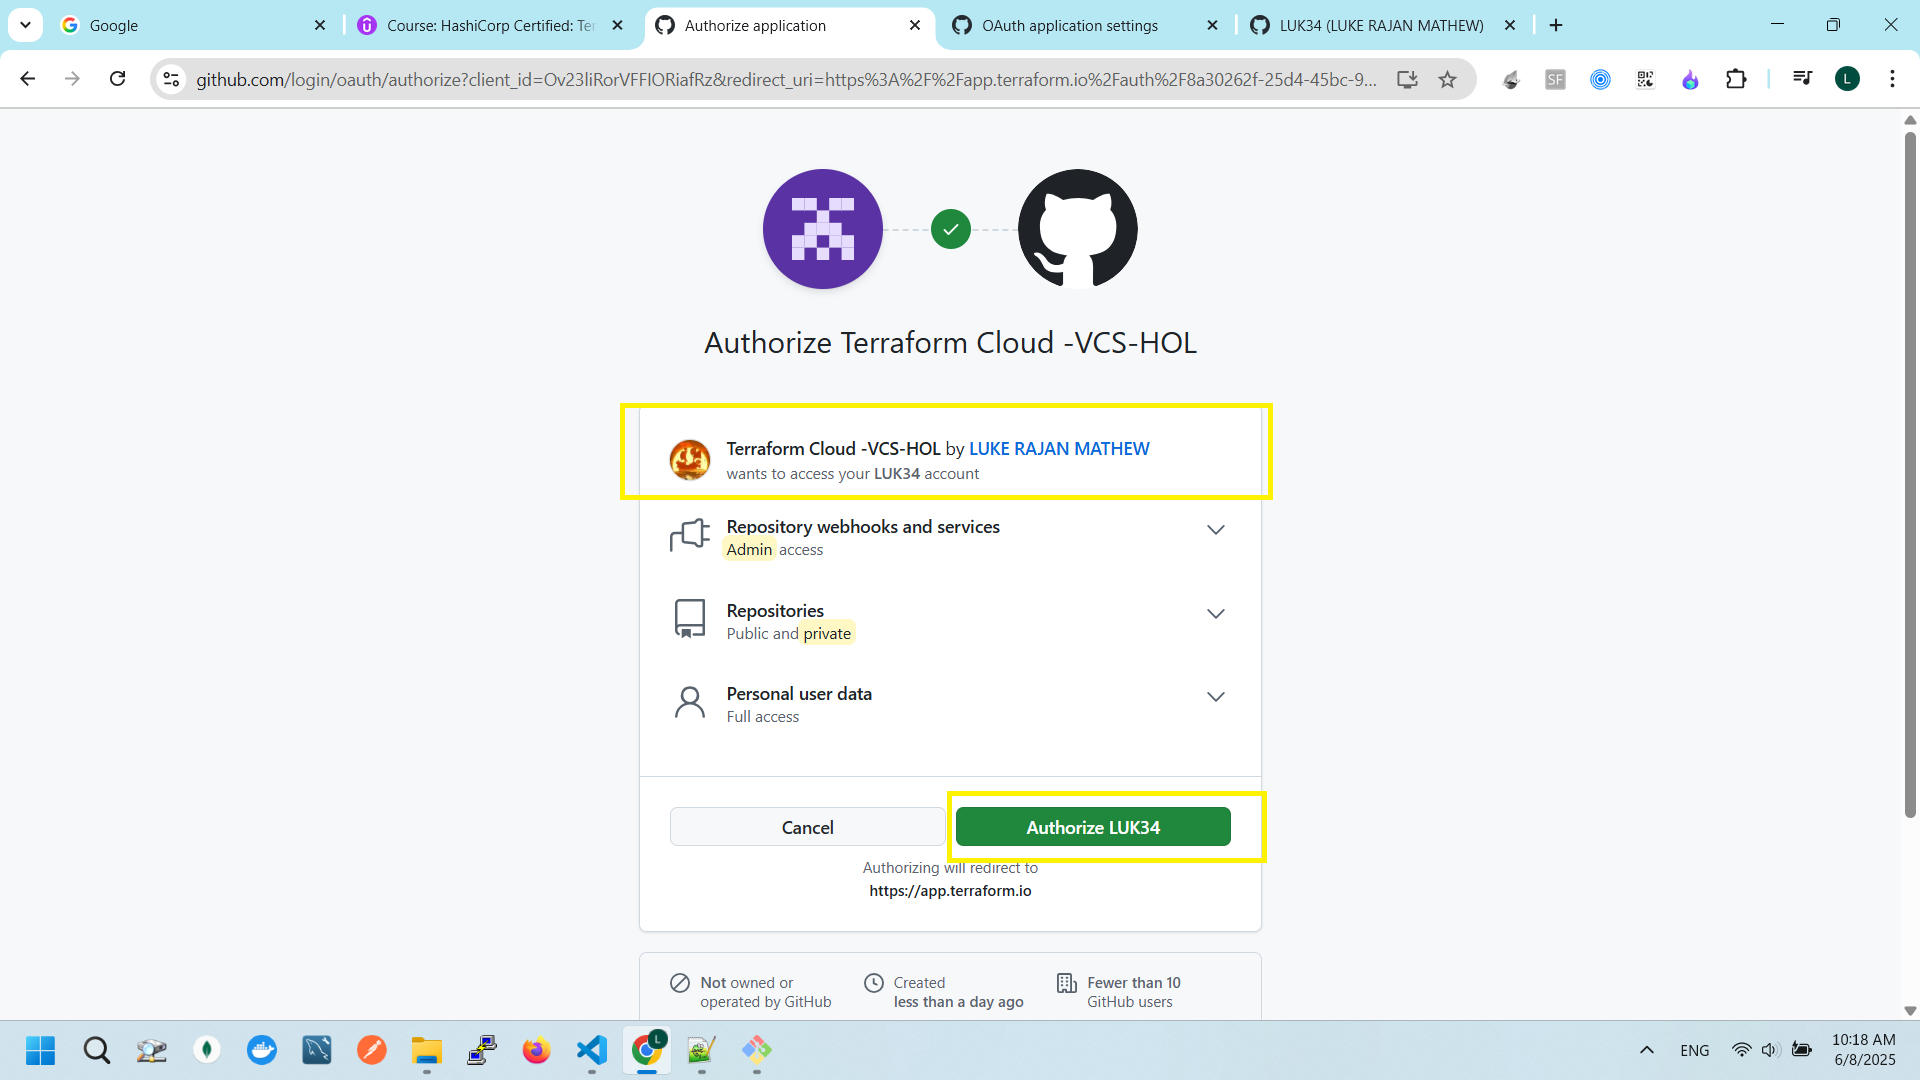 Google
Course: HashiCorp Certified: Ter
Authorize application
OAuth application settings
LUK34 (LUKE RAJAN MATHEW)
github.com/login/oauth/authorize?client_id=Ov23liRorVFFIORiafRz&redirect_uri=https%3A%2F%2Fapp.terraform.io%2Fauth%2F8a30262f-25d4-45bc-9...
SF
L
Authorize Terraform Cloud -VCS-HOL
Terraform Cloud -VCS-HOL by LUKE RAJAN MATHEW
wants to access your LUK34 account
Repository webhooks and services
Admin access
Repositories
Public and private
Personal user data
Full access
Cancel
Authorize LUK34
Authorizing will redirect to
https://app.terraform.io
Not owned or
operated by GitHub
Created
less than a day ago
Fewer than 10
GitHub users
L
ENG
10:18 AM
6/8/2025